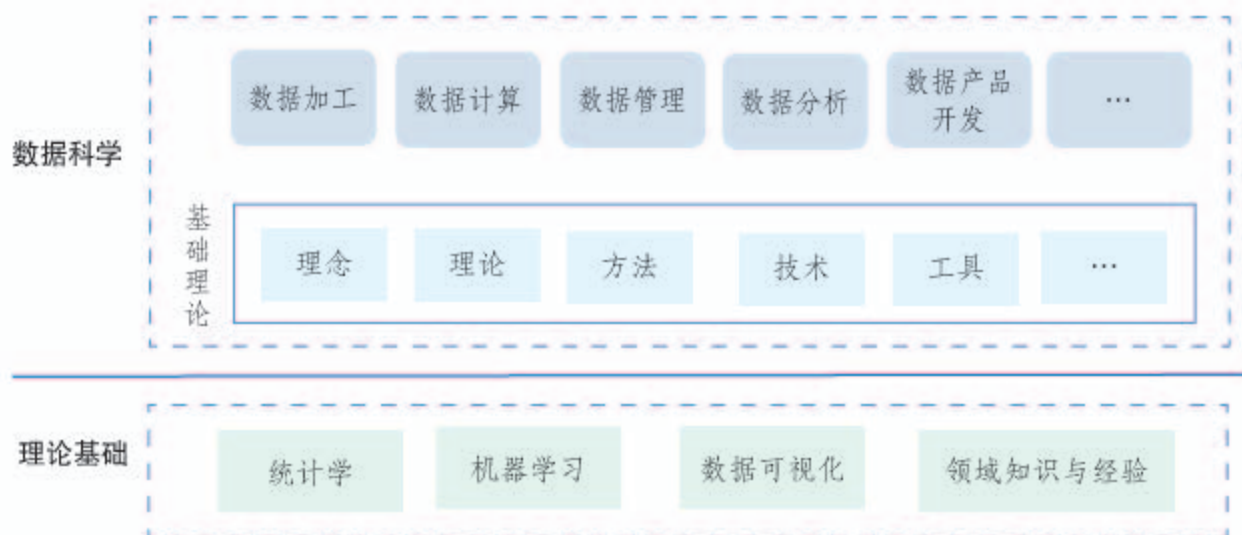 数据科学
数据加工
数据计算
数据管理
数据分析
数据产品
开发
…
基础理论
理念
理论
方法
技术
工具
…
理论基础
统计学
机器学习
数据可视化
领域知识与经验